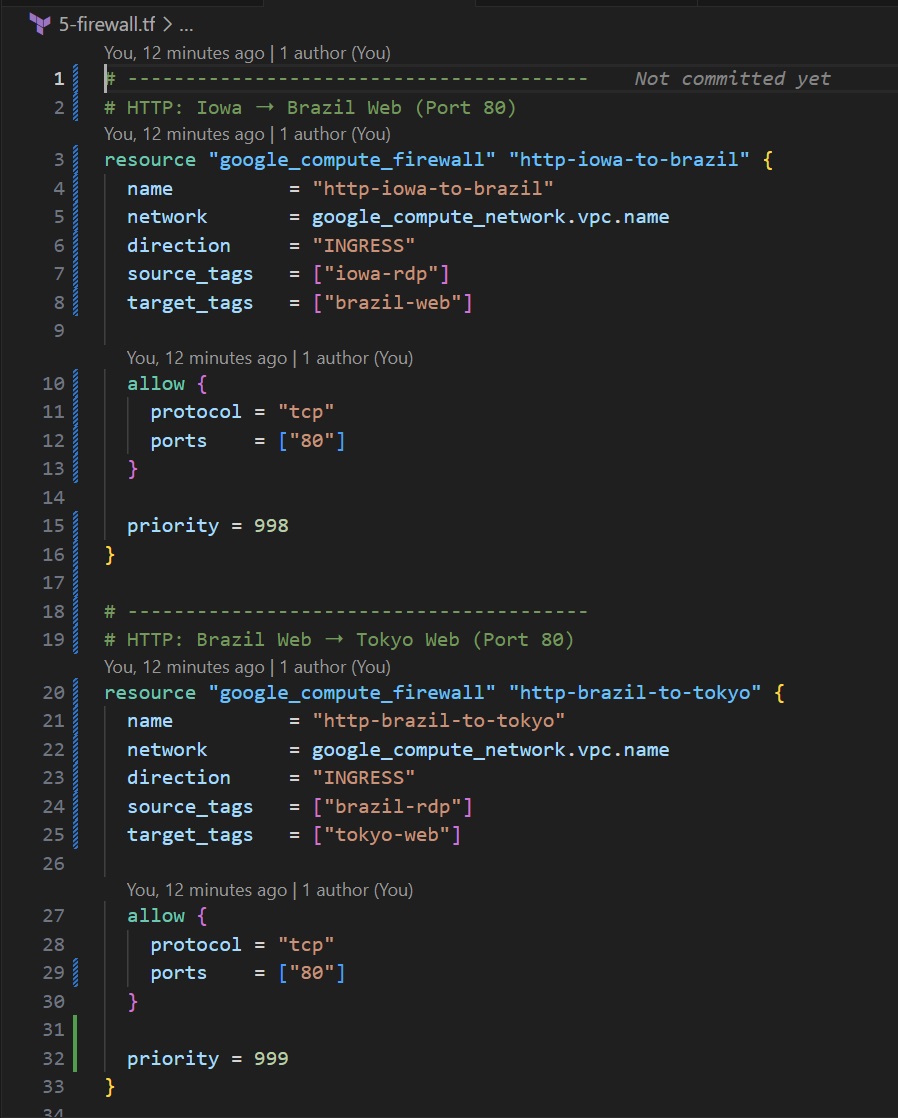 5-firewall.tf > ...
You, 12 minutes ago | 1 author (You)
1 # ---------------------------------------- Not committed yet
2 # HTTP: Iowa → Brazil Web (Port 80)
You, 12 minutes ago | 1 author (You)
3 resource "google_compute_firewall" "http-iowa-to-brazil" {
4   name          = "http-iowa-to-brazil"
5   network       = google_compute_network.vpc.name
6   direction     = "INGRESS"
7   source_tags   = ["iowa-rdp"]
8   target_tags   = ["brazil-web"]
9
You, 12 minutes ago | 1 author (You)
10   allow {
11     protocol = "tcp"
12     ports    = ["80"]
13   }
14
15   priority = 998
16 }
17
18 # ----------------------------------------
19 # HTTP: Brazil Web → Tokyo Web (Port 80)
You, 12 minutes ago | 1 author (You)
20 resource "google_compute_firewall" "http-brazil-to-tokyo" {
21   name          = "http-brazil-to-tokyo"
22   network       = google_compute_network.vpc.name
23   direction     = "INGRESS"
24   source_tags   = ["brazil-rdp"]
25   target_tags   = ["tokyo-web"]
26
You, 12 minutes ago | 1 author (You)
27   allow {
28     protocol = "tcp"
29     ports    = ["80"]
30   }
31
32   priority = 999
33 }
34